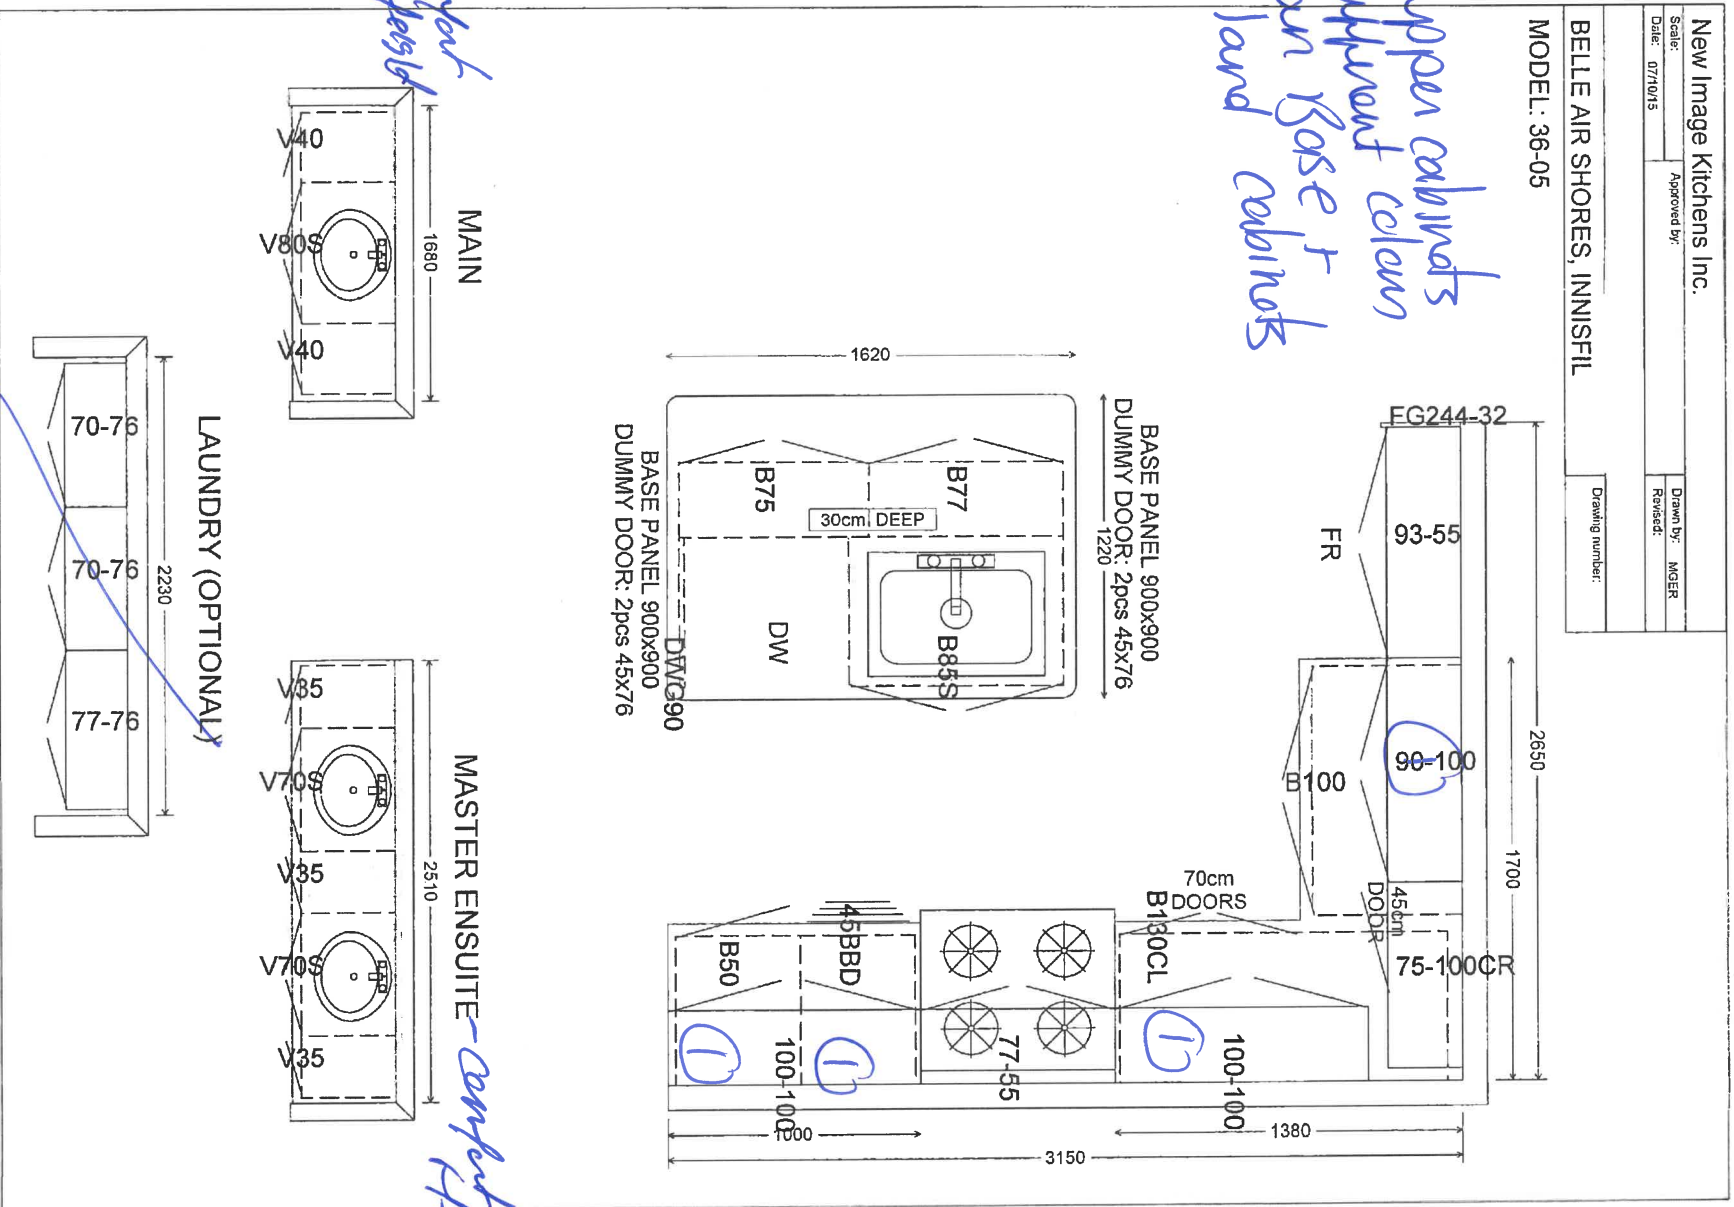 New Image Kitchens Inc.
Scale:
Approved by:
Drawn by: MGER
Date: 07/10/15
Revised:
BELLE AIR SHORES, INNISFIL
Drawing number:
MODEL: 36-05
upper cabinets
different colour
Base +
Island cabinets
FG244-32
2650
93-55
FR
90-100
1
B100
1700
45cm
DOOR
75-100CR
70cm
DOORS
B130CL
1
100-100
1380
3150
77-55
45BBD
1
B50
1
100-100
1000
BASE PANEL 900x900
DUMMY DOOR: 2pcs 45x76
1220
1620
B77
B75
30cm DEEP
B85S
DW
DWG90
BASE PANEL 900x900
DUMMY DOOR: 2pcs 45x76
MAIN
1680
V40
V80S
V40
MASTER ENSUITE - comfort
2510
V35
V70S
V35
V70S
V35
LAUNDRY (OPTIONAL)
2230
70-76
70-76
77-76